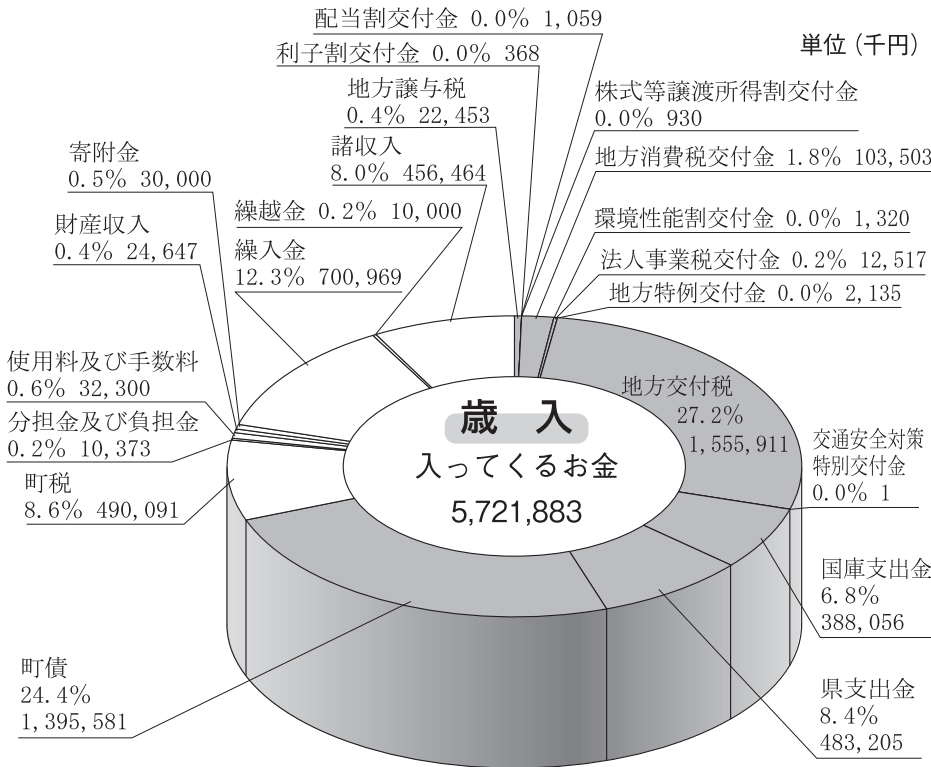 配当割交付金 0.0% 1,059
利子割交付金 0.0% 368
単位（千円）
地方譲与税
0.4% 22,453
株式等譲渡所得割交付金
0.0% 930
諸収入
8.0% 456,464
地方消費税交付金 1.8% 103,503
寄附金
0.5% 30,000
繰越金 0.2% 10,000
環境性能割交付金 0.0% 1,320
財産収入
0.4% 24,647
繰入金
12.3% 700,969
法人事業税交付金 0.2% 12,517
地方特例交付金 0.0% 2,135
使用料及び手数料
0.6% 32,300
分担金及び負担金
0.2% 10,373
町税
8.6% 490,091
歳 入
入ってくるお金
5,721,883
地方交付税
27.2%
1,555,911
交通安全対策
特別交付金
0.0% 1
国庫支出金
6.8%
388,056
県支出金
8.4%
483,205
町債
24.4%
1,395,581